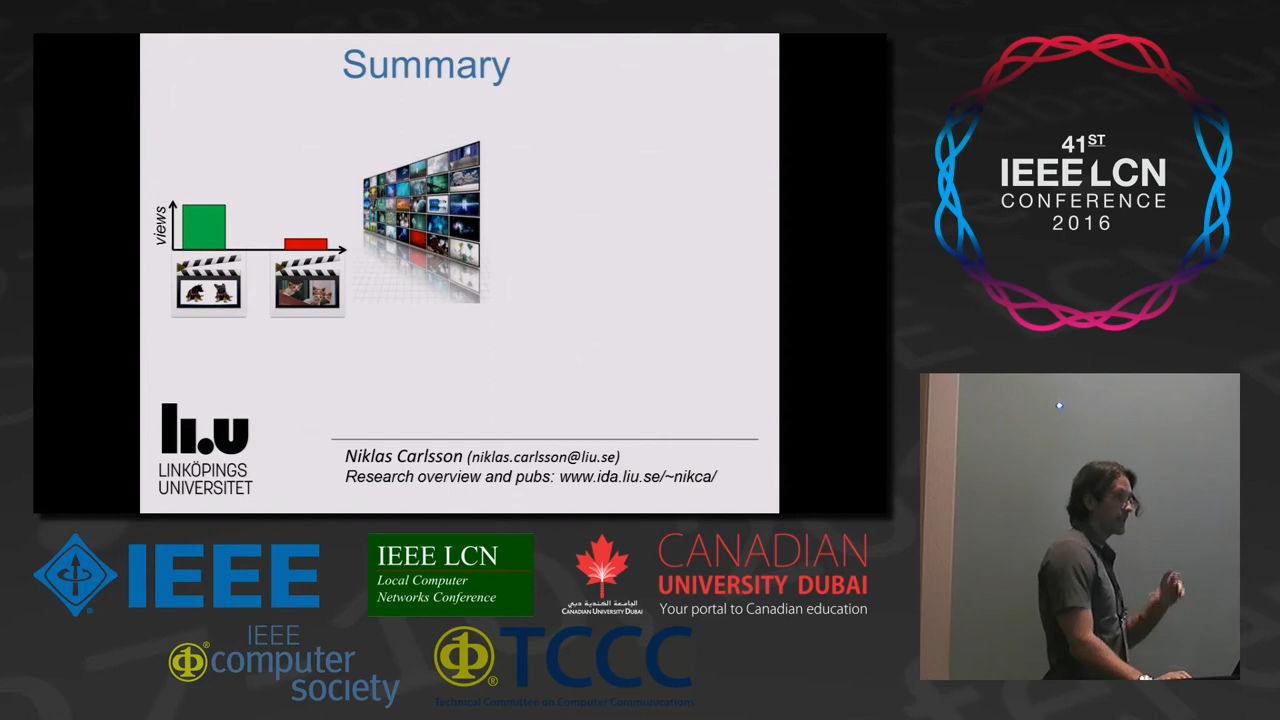 Summary
views
li.u
LINKÖPINGS
UNIVERSITET
Niklas Carlsson (niklas.carlsson@liu.se)
Research overview and pubs: www.ida.liu.se/~nikca/
41ST
IEEE LCN
CONFERENCE
2016
IEEE
IEEE LCN
Local Computer
Networks Conference
الجامعة الكندية دبي
CANADIAN UNIVERSITY DUBAI
CANADIAN
UNIVERSITY DUBAI
Your portal to Canadian education
IEEE
computer
society
TCCC
Technical Committee on Computer Communications